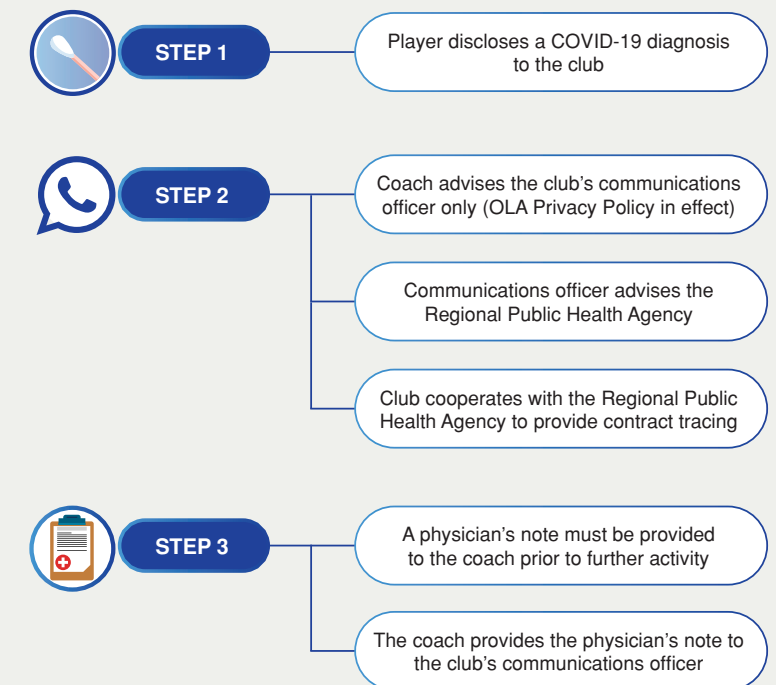 STEP 1
Player discloses a COVID-19 diagnosis
to the club
STEP 2
Coach advises the club's communications
officer only (OLA Privacy Policy in effect)
Communications officer advises the
Regional Public Health Agency
Club cooperates with the Regional Public
Health Agency to provide contract tracing
STEP 3
A physician's note must be provided
to the coach prior to further activity
The coach provides the physician's note to
the club's communications officer